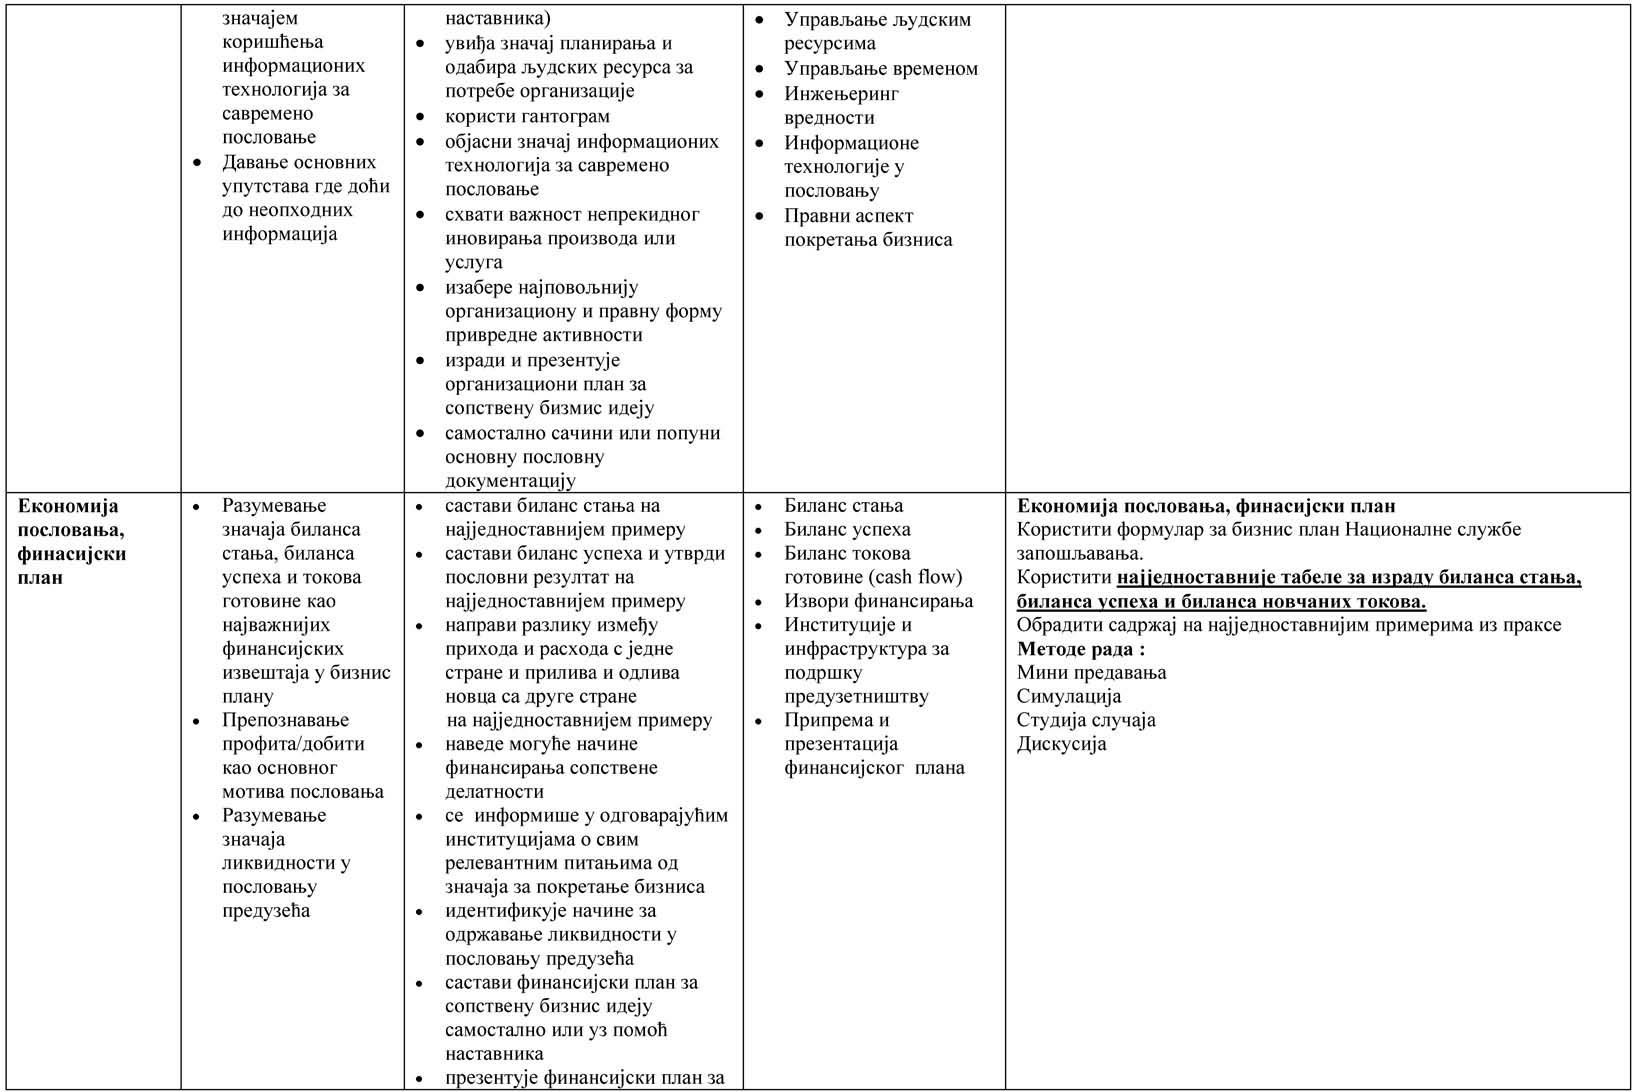 значајем
коришћења
информационих
технологија за
савремено
пословање
• Давање основних
упутстава где доћи
до неопходних
информација
наставника)
• увиђа значај планирања и
одабира људских ресурса за
потребе организације
• користи гантограм
• објасни значај информационих
технологија за савремено
пословање
• схвати важност непрекидног
иновирања производа или
услуга
• изабере најповољнију
организациону и правну форму
привредне активности
• изради и презентује
организациони план за
сопствену бизмис идеју
• самостално сачини или попуни
основну пословну
документацију
• Управљање људским
ресурсима
• Управљање временом
• Инжењеринг
вредности
• Информационе
технологије у
пословању
• Правни аспект
покретања бизниса
Економија
пословања,
финасијски
план
• Разумевање
значаја биланса
стања, биланса
успеха и токова
готовине као
најважнијих
финансијских
извештаја у бизнис
плану
• Препознавање
профита/добити
као основног
мотива пословања
• Разумевање
значаја
ликвидности у
пословању
предузећа
• састави биланс стања на
најједноставнијем примеру
• састави биланс успеха и утврди
пословни резултат на
најједноставнијем примеру
• направи разлику између
прихода и расхода с једне
стране и прилива и одлива
новца са друге стране
на најједноставнијем примеру
• наведе могуће начине
финансирања сопствене
делатности
• се информише у одговарајућим
институцијама о свим
релевантним питањима од
значаја за покретање бизниса
• идентификује начине за
одржавање ликвидности у
пословању предузећа
• састави финансијски план за
сопствену бизнис идеју
самостално или уз помоћ
наставника
• презентује финансијски план за
• Биланс стања
• Биланс успеха
• Биланс токова
готовине (cash flow)
• Извори финансирања
• Институције и
инфраструктура за
подршку
предузетништву
• Припрема и
презентација
финансијског плана
Економија пословања, финасијски план
Користити формулар за бизнис план Националне службе
запошљавања.
Користити најједноставније табеле за израду биланса стања,
биланса успеха и биланса новчаних токова.
Обрадити садржај на најједноставнијим примерима из праксе
Методе рада :
Мини предавања
Симулација
Студија случаја
Дискусија